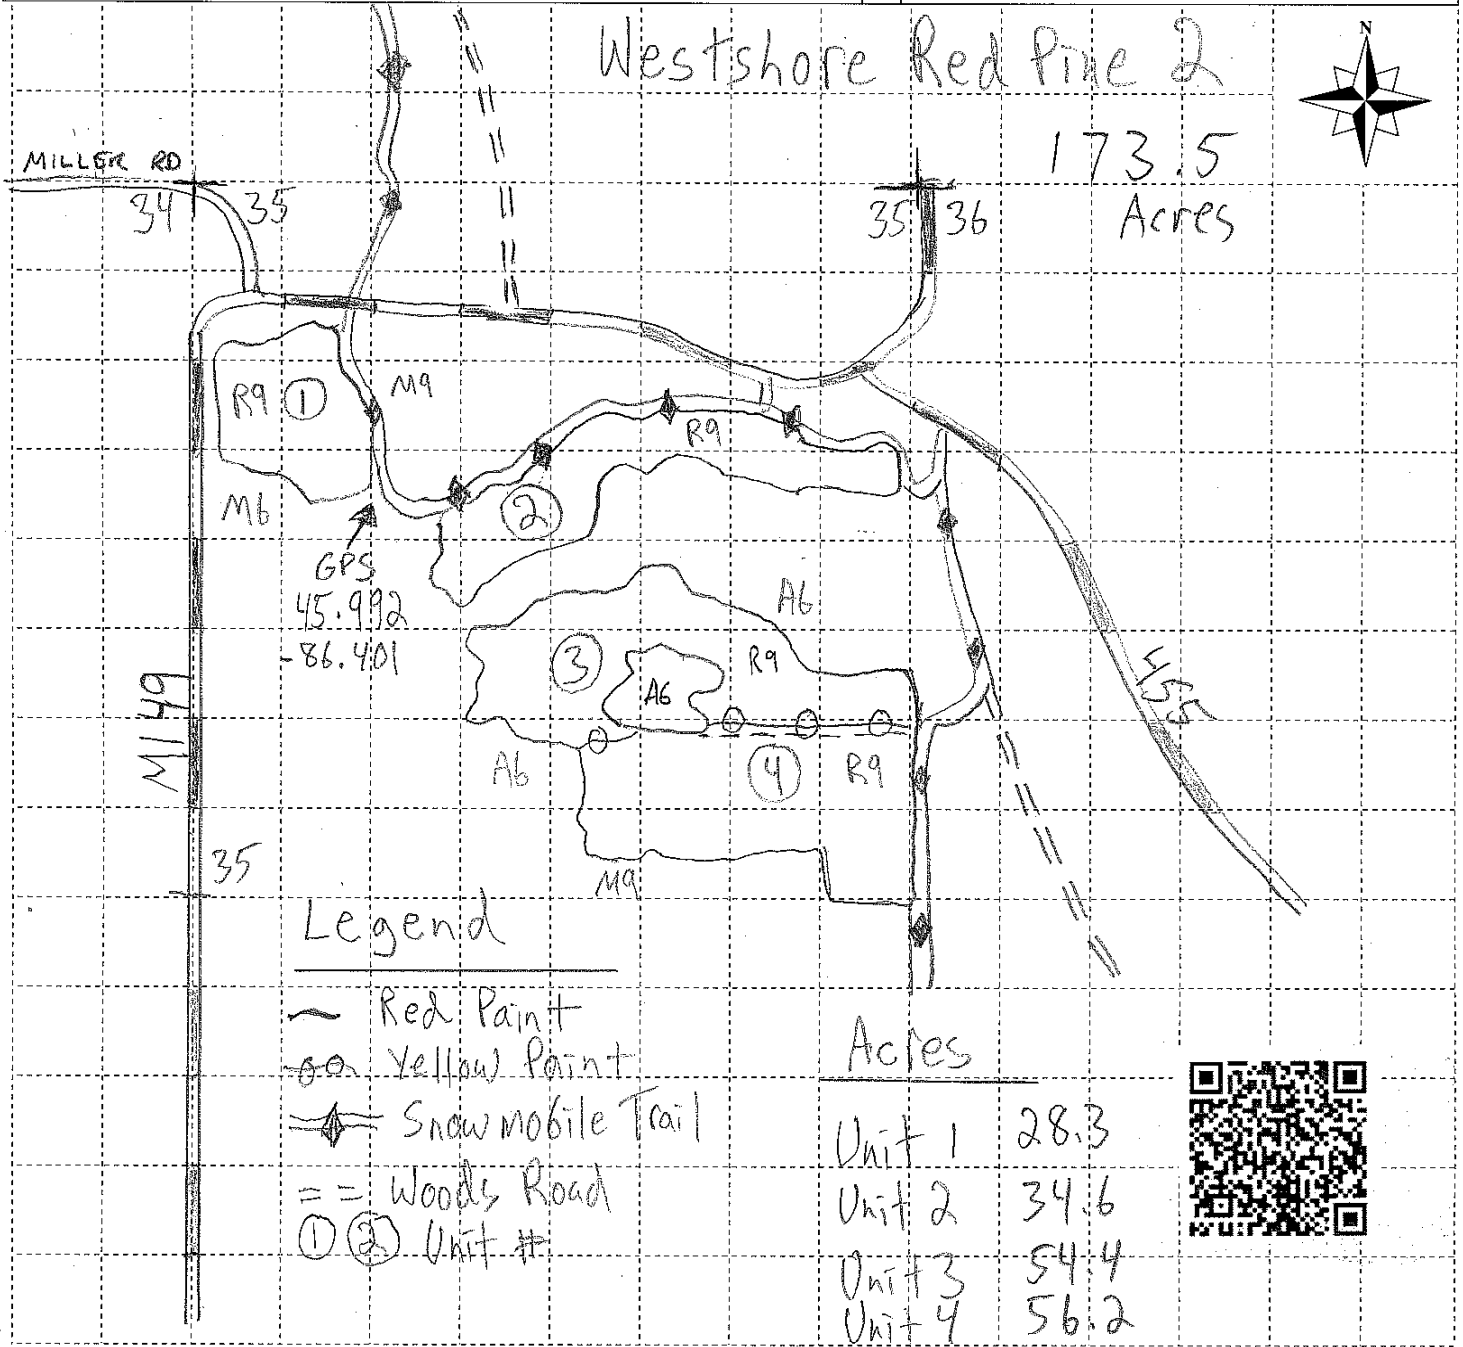 Westshore Red Pine 2
N
173.5
Acres
MILLER RD
34 35
35 36
R9 1
M9
R9
M6
2
GPS
45.992
-86.401
A6
3
A6
R9
M149
455
A6
4
R9
M9
35
Legend
Red Paint
Yellow Paint
Snowmobile Trail
Woods Road
1 2 Unit #
Acres
Unit 1 28.3
Unit 2 34.6
Unit 3 54.4
Unit 4 56.2